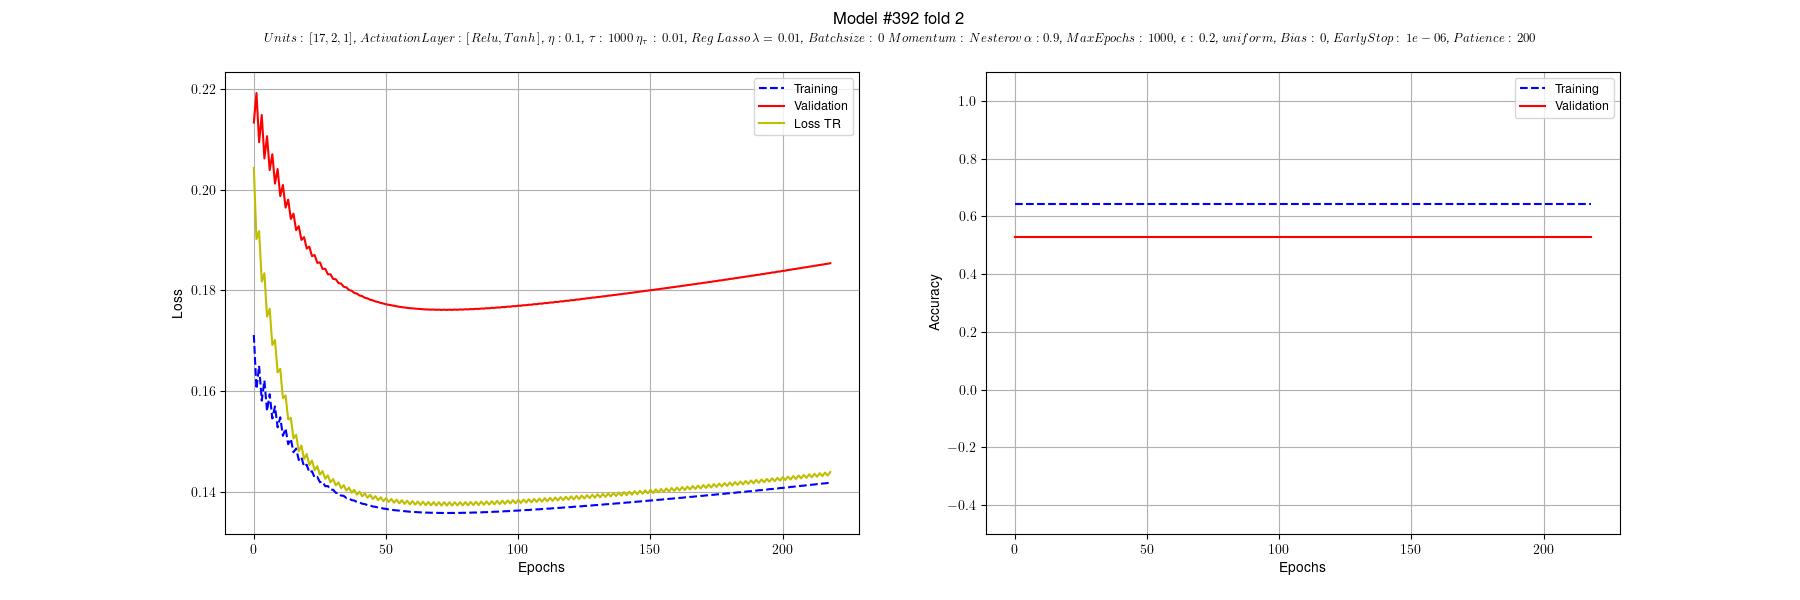 Model #392 fold 2
Units : [17, 2, 1], ActivationLayer : [Relu, Tanh], η : 0.1, τ : 1000 ητ : 0.01, Reg Lasso λ = 0.01, Batchsize : 0 Momentum : Nesterov α : 0.9, MaxEpochs : 1000, ϵ : 0.2, uniform, Bias : 0, EarlyStop : 1e − 06, Patience : 200
0.22
0.20
0.18
0.16
0.14
Loss
Training
Validation
Loss TR
0 50 100 150 200
Epochs
1.0
0.8
0.6
0.4
0.2
0.0
−0.2
−0.4
Accuracy
Training
Validation
0 50 100 150 200
Epochs